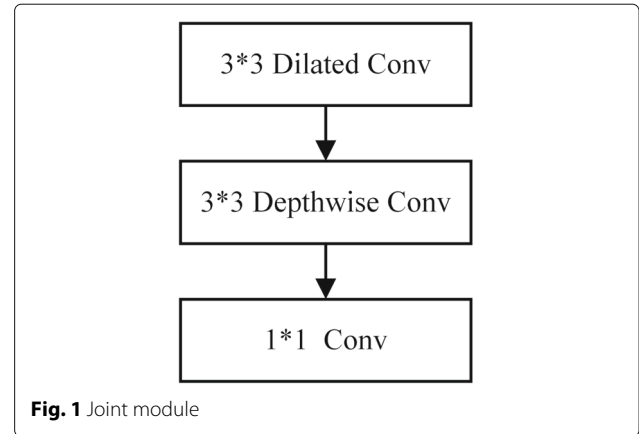 3*3 Dilated Conv
3*3 Depthwise Conv
1*1 Conv
Fig. 1 Joint module